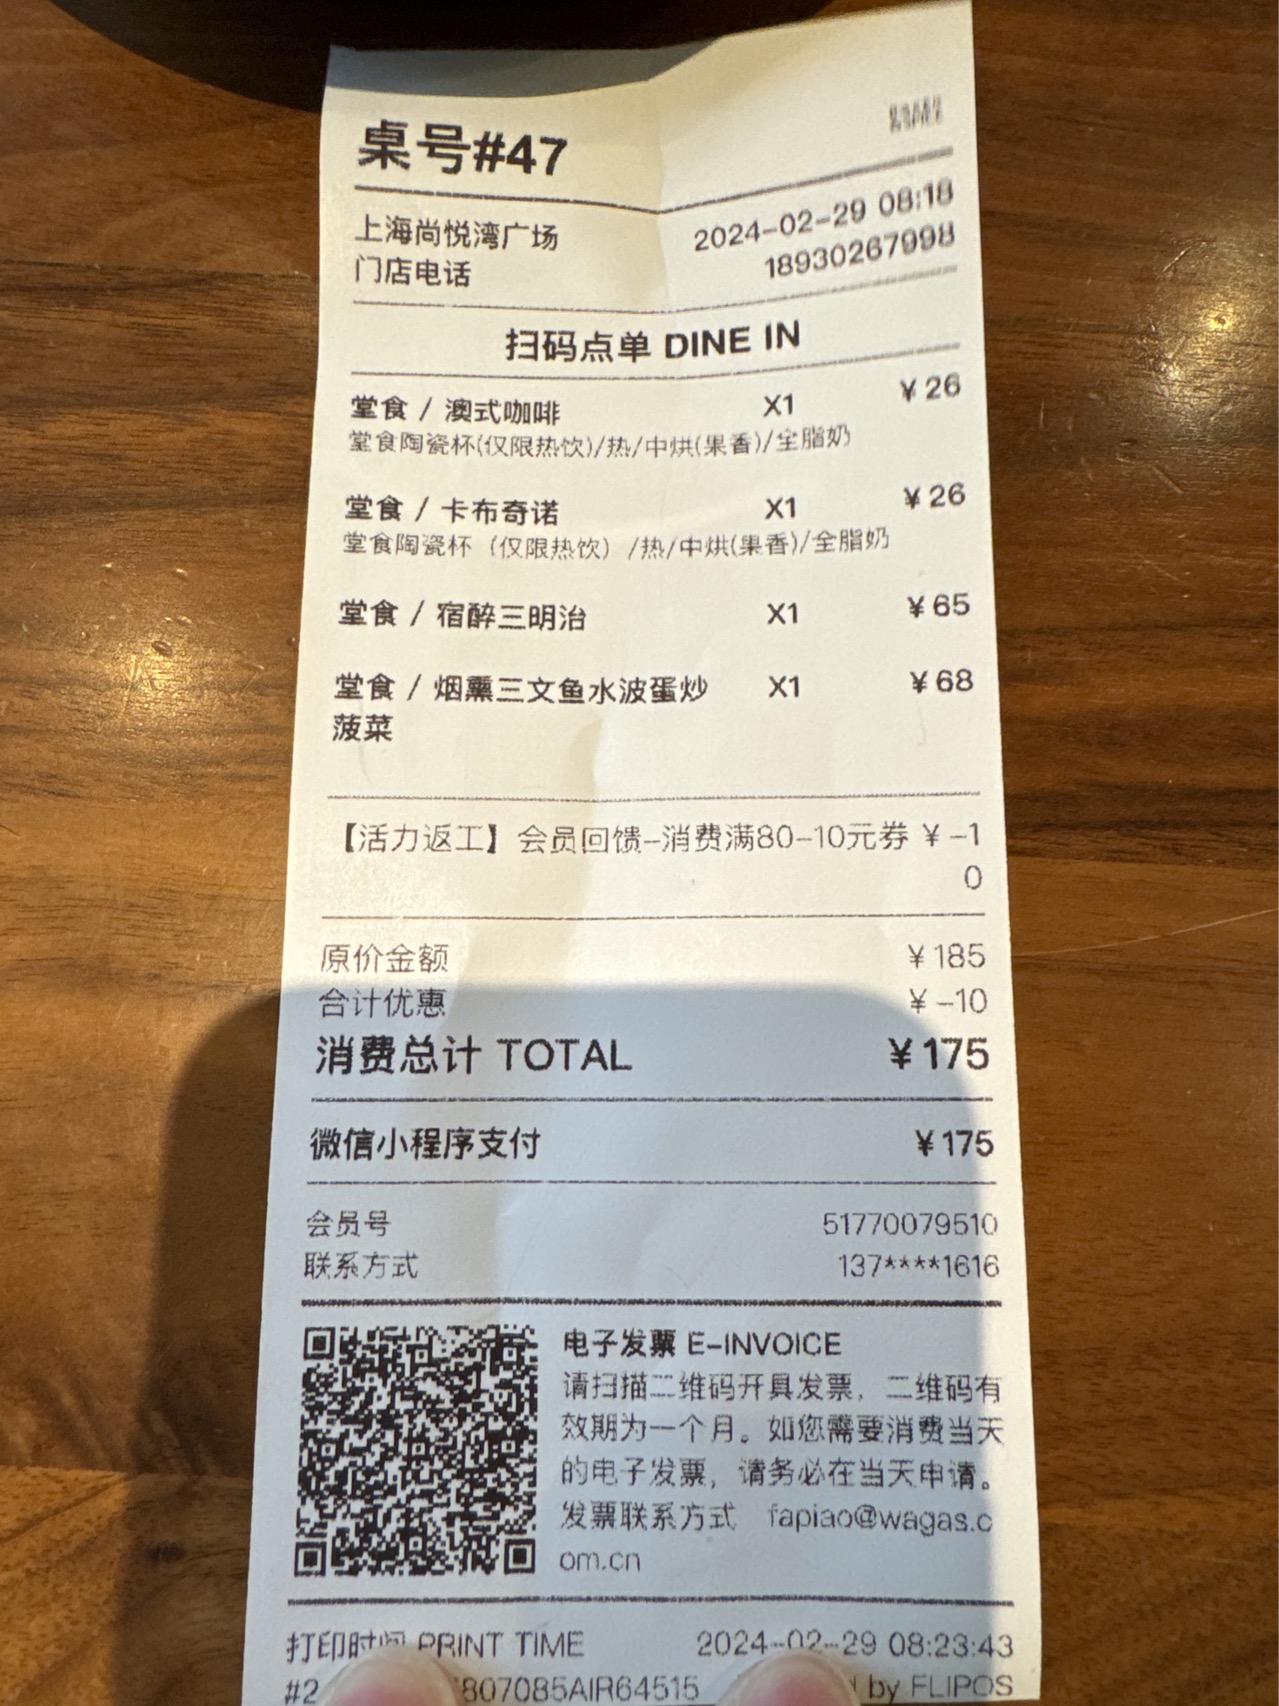 桌号#47
上海尚悦湾广场 2024-02-29 08:18
门店电话 18930267998
扫码点单 DINE IN
堂食 / 澳式咖啡 X1 ¥26
堂食陶瓷杯(仅限热饮)/热/中烘(果香)/全脂奶
堂食 / 卡布奇诺 X1 ¥26
堂食陶瓷杯（仅限热饮）/热/中烘(果香)/全脂奶
堂食 / 宿醉三明治 X1 ¥65
堂食 / 烟熏三文鱼水波蛋炒 X1 ¥68
菠菜
【活力返工】会员回馈-消费满80-10元券 ¥-1
0
原价金额 ¥185
合计优惠 ¥-10
消费总计 TOTAL ¥175
微信小程序支付 ¥175
会员号 51770079510
联系方式 137****1616
电子发票 E-INVOICE
请扫描二维码开具发票，二维码有
效期为一个月。如您需要消费当天
的电子发票，请务必在当天申请。
发票联系方式 fapiao@wagas.c
om.cn
打印时间 PRINT TIME 2024-02-29 08:23:43
#2 807085AIR64515 by FLIPOS